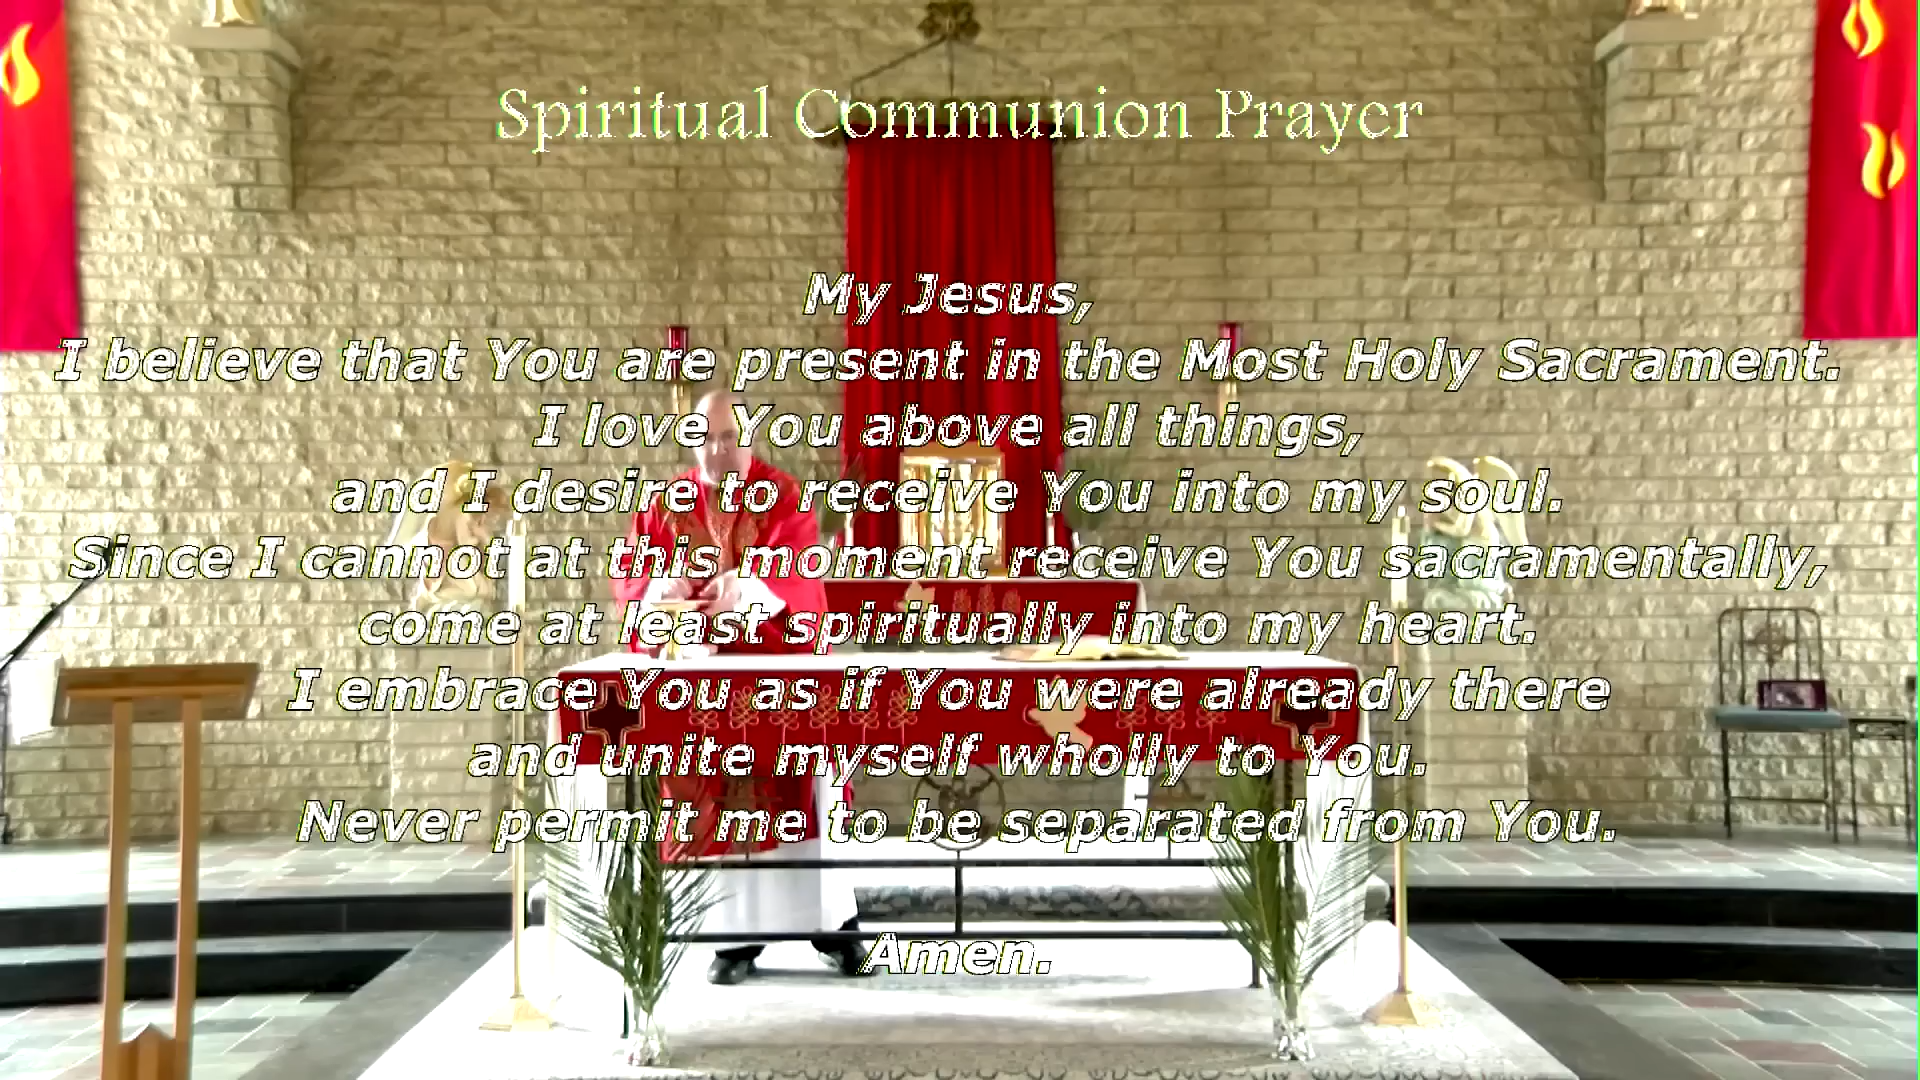 Spiritual Communion Prayer
My Jesus,
I believe that You are present in the Most Holy Sacrament.
I love You above all things,
and I desire to receive You into my soul.
Since I cannot at this moment receive You sacramentally,
come at least spiritually into my heart.
I embrace You as if You were already there
and unite myself wholly to You.
Never permit me to be separated from You.
Amen.